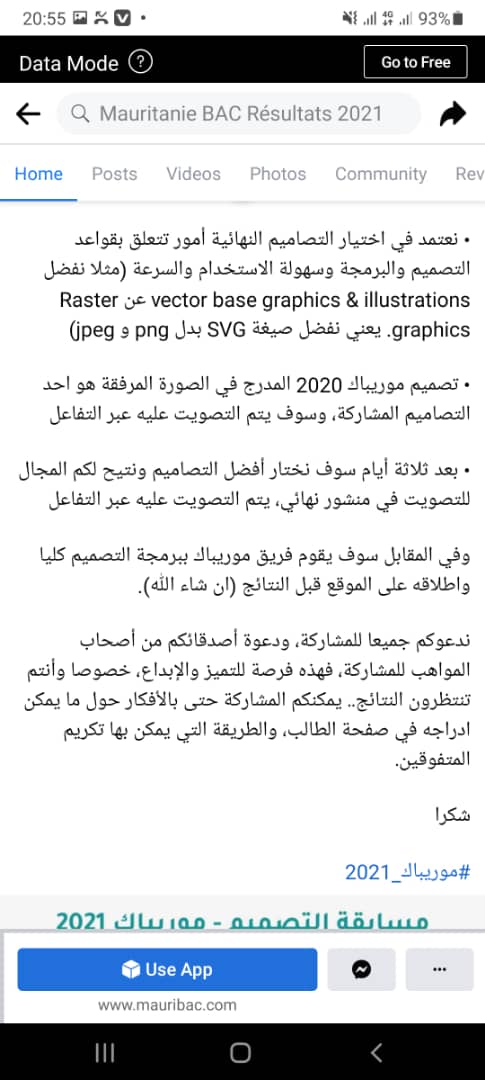 20:55
4G
93%
Data Mode ?
Go to Free
Mauritanie BAC Résultats 2021
Home Posts Videos Photos Community Rev
• نعتمد في اختيار التصاميم النهائية أمور تتعلق بقواعد
التصميم والبرمجة وسهولة الاستخدام والسرعة (مثلا نفضل
vector base graphics & illustrations عن Raster
graphics. يعني نفضل صيغة SVG بدل png و jpeg)
• تصميم موريباك 2020 المدرج في الصورة المرفقة هو احد
التصاميم المشاركة، وسوف يتم التصويت عليه عبر التفاعل
• بعد ثلاثة أيام سوف نختار أفضل التصاميم ونتيح لكم المجال
للتصويت في منشور نهائي، يتم التصويت عليه عبر التفاعل
وفي المقابل سوف يقوم فريق موريباك ببرمجة التصميم كليا
واطلاقه على الموقع قبل النتائج (ان شاء الله).
ندعوكم جميعا للمشاركة، ودعوة أصدقائكم من أصحاب
المواهب للمشاركة، فهذه فرصة للتميز والإبداع، خصوصا وأنتم
تنتظرون النتائج.. يمكنكم المشاركة حتى بالأفكار حول ما يمكن
ادراجه في صفحة الطالب، والطريقة التي يمكن بها تكريم
المتفوقين.
شكرا
#موريباك_2021
مسابقة التصميم - موريباك 2021
Use App
www.mauribac.com